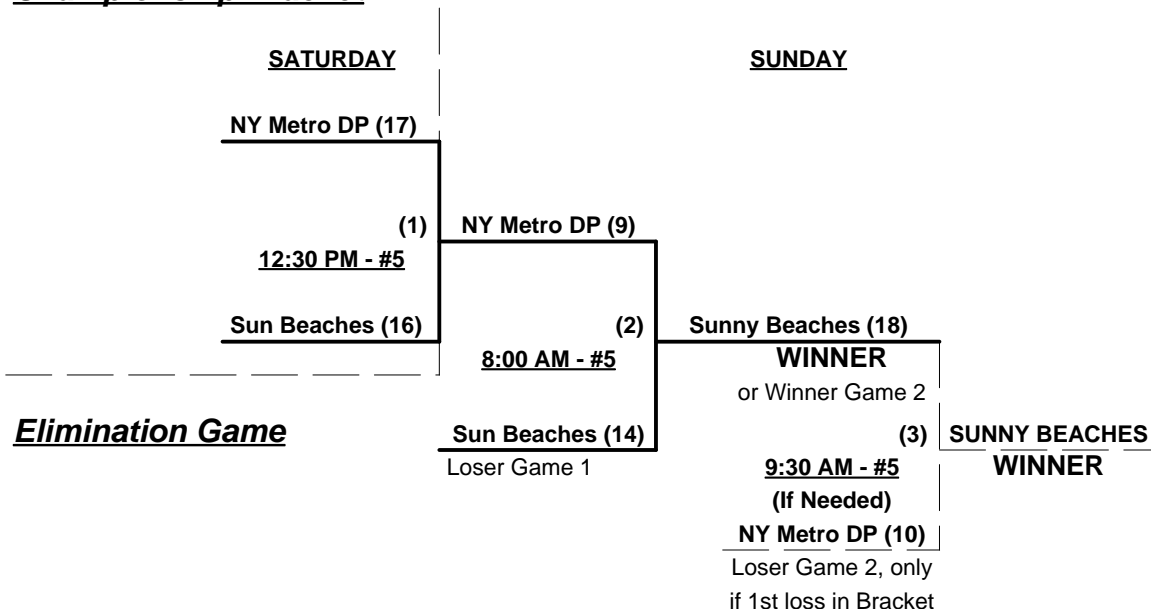 SATURDAY
SUNDAY
NY Metro DP (17)
(1)
NY Metro DP (9)
12:30 PM - #5
Sun Beaches (16)
(2)
Sunny Beaches (18)
8:00 AM - #5
WINNER
or Winner Game 2
Elimination Game
Sun Beaches (14)
(3)
SUNNY BEACHES
Loser Game 1
9:30 AM - #5
WINNER
(If Needed)
NY Metro DP (10)
Loser Game 2, only
if 1st loss in Bracket